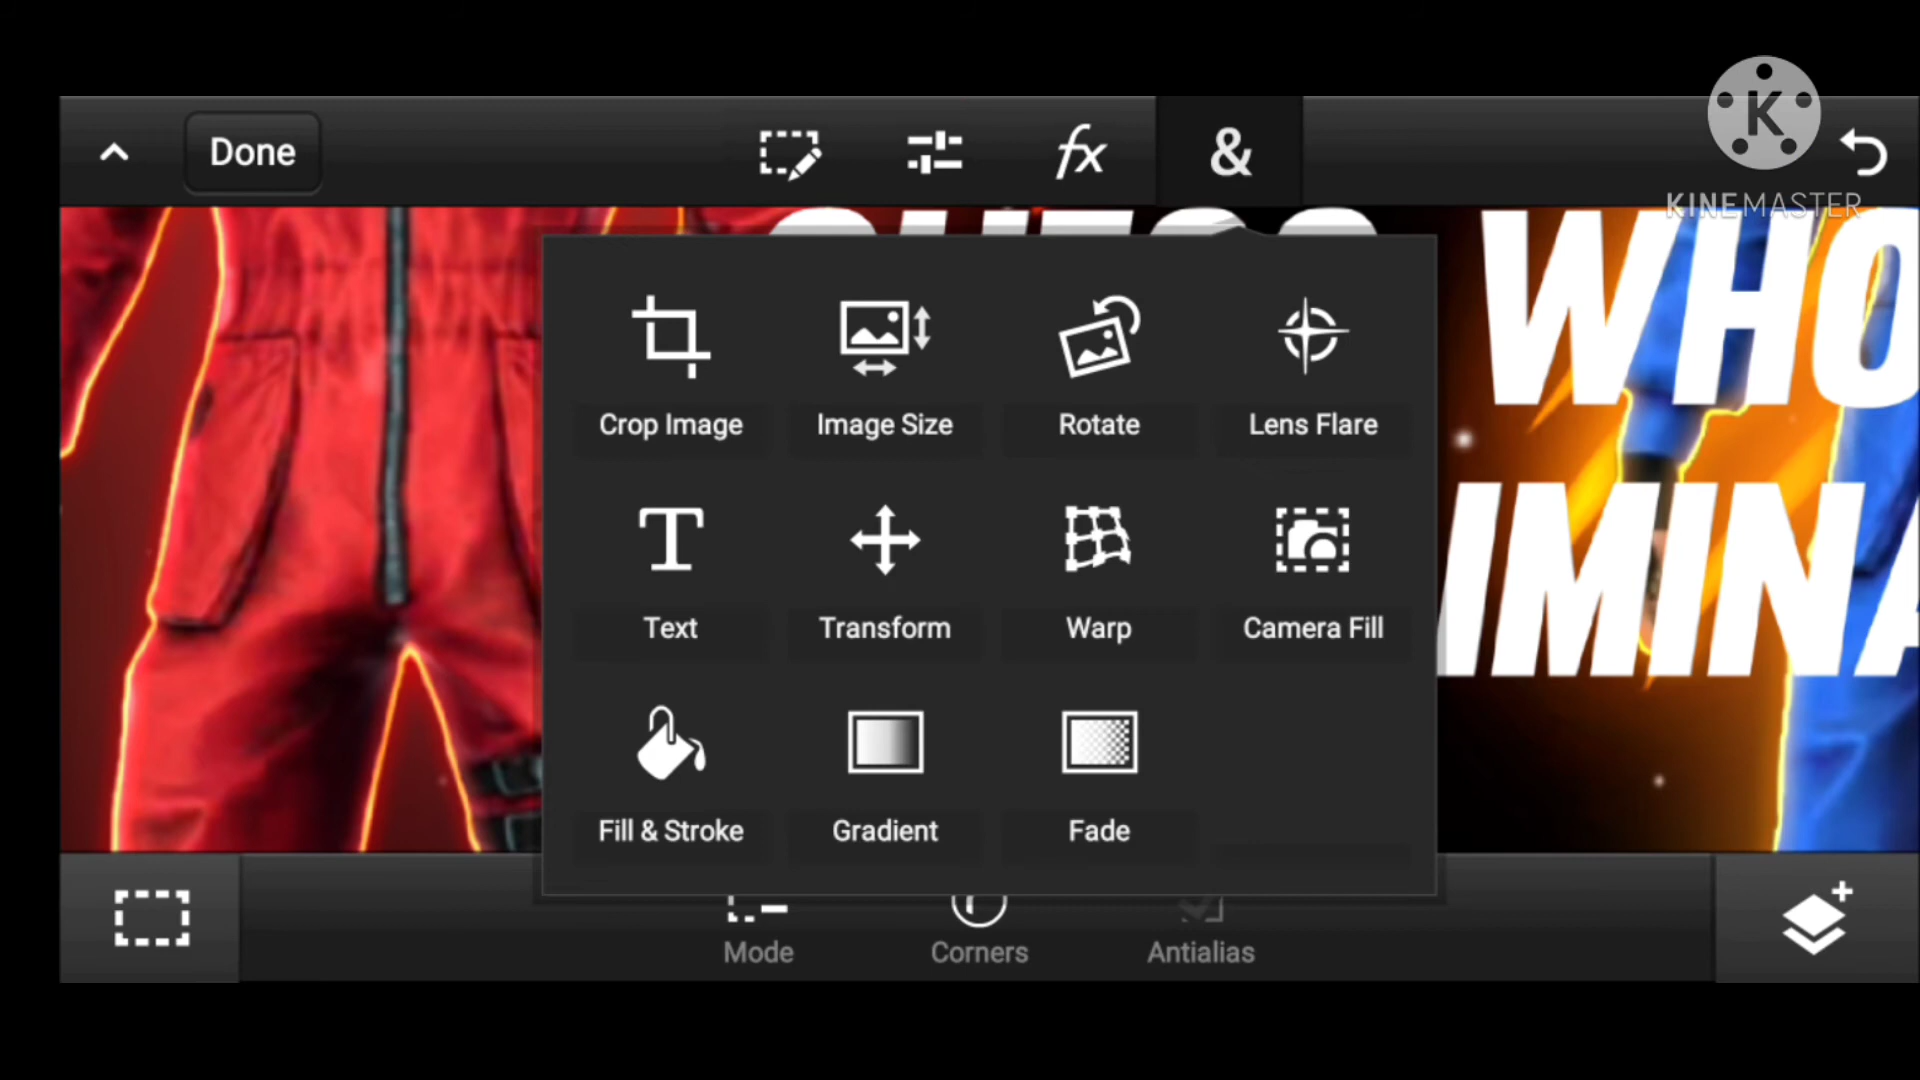 Done
fx
&
K
KINEMASTER
WHO
Crop Image
Image Size
Rotate
Lens Flare
IMINA
Text
Transform
Warp
Camera Fill
Fill & Stroke
Gradient
Fade
Mode
Corners
Antialias